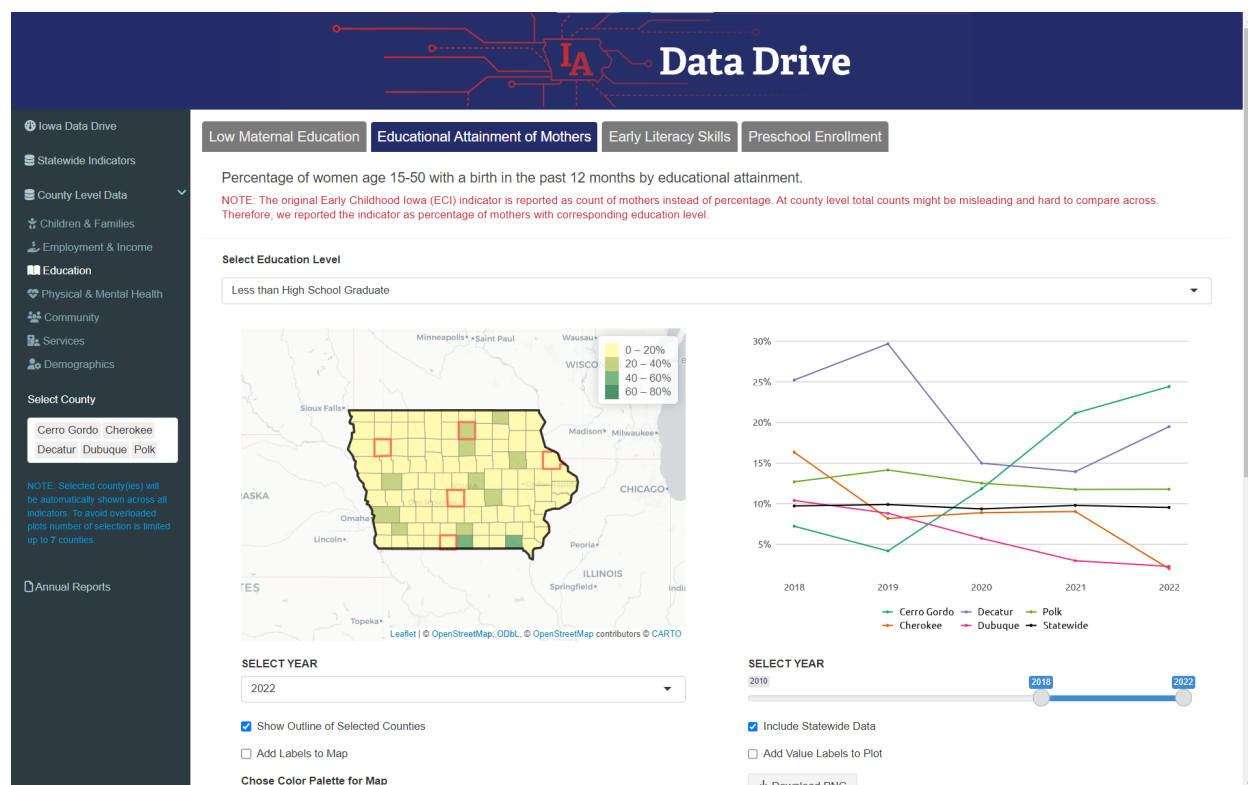 IA Data Drive
Iowa Data Drive
Statewide Indicators
County Level Data
Children & Families
Employment & Income
Education
Physical & Mental Health
Community
Services
Demographics
Select County
Cerro Gordo Cherokee
Decatur Dubuque Polk
NOTE: Selected county(ies) will
be automatically shown across all
indicators. To avoid overloaded
plots number of selection is limited
up to 7 counties.
Annual Reports
Low Maternal Education
Educational Attainment of Mothers
Early Literacy Skills
Preschool Enrollment
Percentage of women age 15-50 with a birth in the past 12 months by educational attainment.
NOTE: The original Early Childhood Iowa (ECI) indicator is reported as count of mothers instead of percentage. At county level total counts might be misleading and hard to compare across.
Therefore, we reported the indicator as percentage of mothers with corresponding education level.
Select Education Level
Less than High School Graduate
Minneapolis Saint Paul
Wausau
WISCO
0 – 20%
20 – 40%
40 – 60%
60 – 80%
Sioux Falls
Madison
Milwaukee
CHICAGO
ASKA
IOWA
Des Moines
Omaha
Lincoln
Peoria
ILLINOIS
Springfield
India
TES
Topeka
Leaflet | © OpenStreetMap, ODbL, © OpenStreetMap contributors © CARTO
30%
25%
20%
15%
10%
5%
2018 2019 2020 2021 2022
Cerro Gordo Decatur Polk
Cherokee Dubuque Statewide
SELECT YEAR
2022
Show Outline of Selected Counties
Add Labels to Map
Chose Color Palette for Map
SELECT YEAR
2010 2018 2022
Include Statewide Data
Add Value Labels to Plot
Download PNG